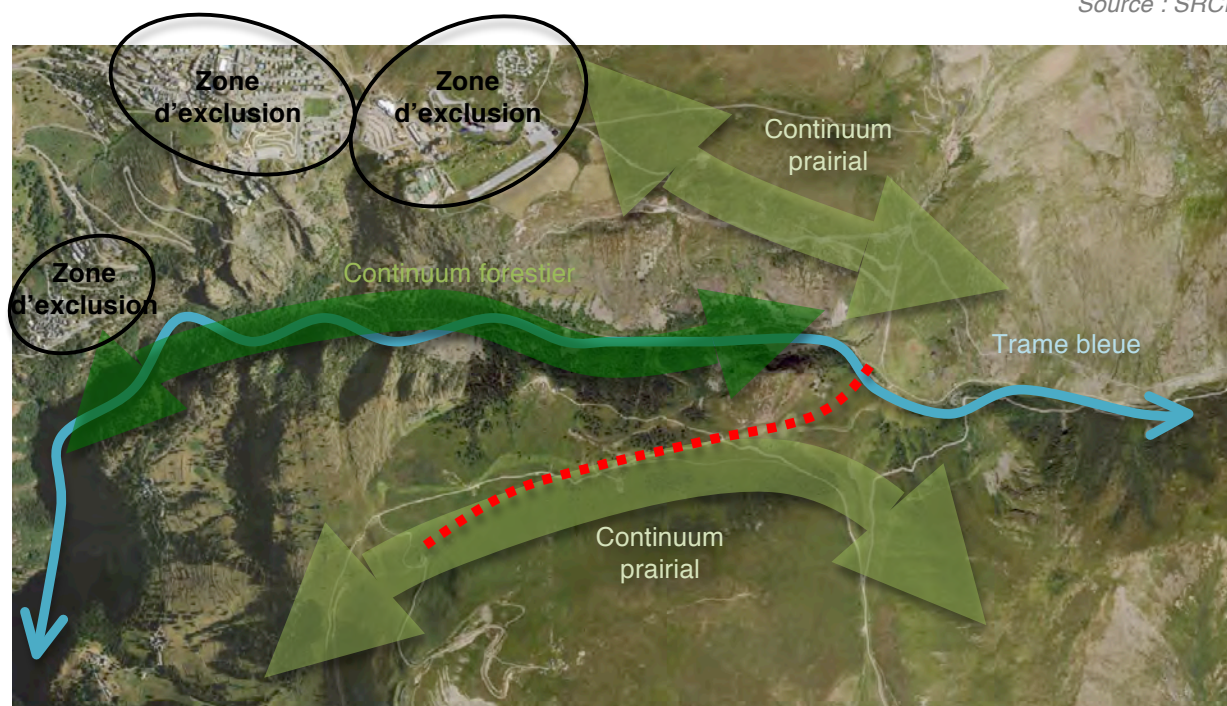 Source : SRC
Zone
d'exclusion
Zone
d'exclusion
Continuum
prairial
Zone
d'exclusion
Continuum forestier
Trame bleue
Continuum
prairial